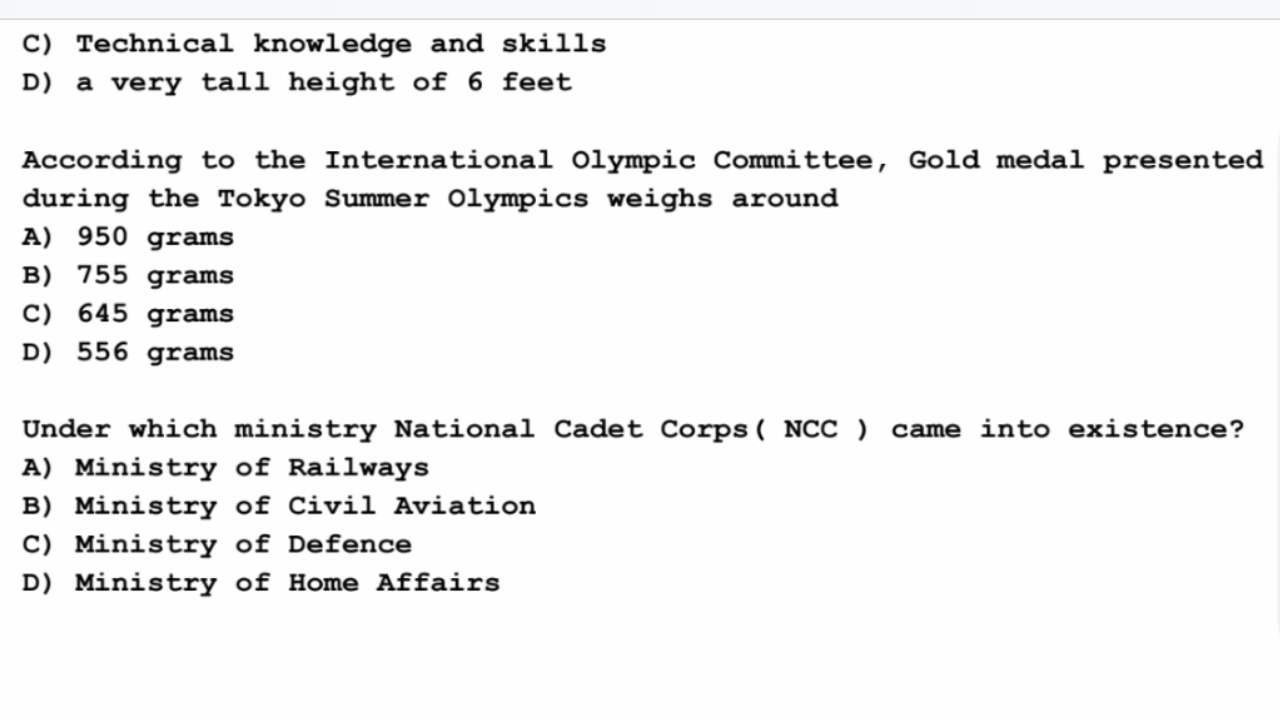 C) Technical knowledge and skills
D) a very tall height of 6 feet
According to the International Olympic Committee, Gold medal presented
during the Tokyo Summer Olympics weighs around
A) 950 grams
B) 755 grams
C) 645 grams
D) 556 grams
Under which ministry National Cadet Corps( NCC ) came into existence?
A) Ministry of Railways
B) Ministry of Civil Aviation
C) Ministry of Defence
D) Ministry of Home Affairs